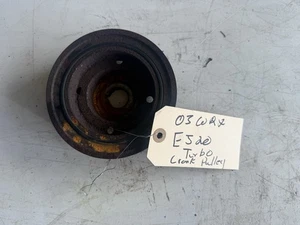 03 WRX
EJ20
Turbo
Crank Pulley